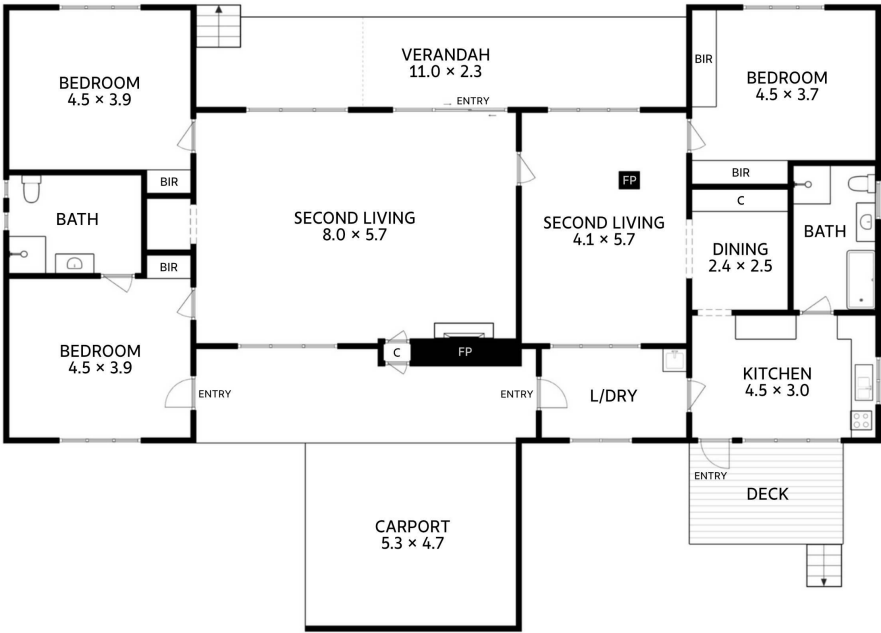 VERANDAH
11.0 × 2.3
ENTRY
BEDROOM
4.5 × 3.9
BIR
BEDROOM
4.5 × 3.7
BIR
BIR
FP
C
BATH
SECOND LIVING
8.0 × 5.7
SECOND LIVING
4.1 × 5.7
DINING
2.4 × 2.5
BATH
BIR
BEDROOM
4.5 × 3.9
C
FP
ENTRY
ENTRY
L/DRY
KITCHEN
4.5 × 3.0
ENTRY
DECK
CARPORT
5.3 × 4.7